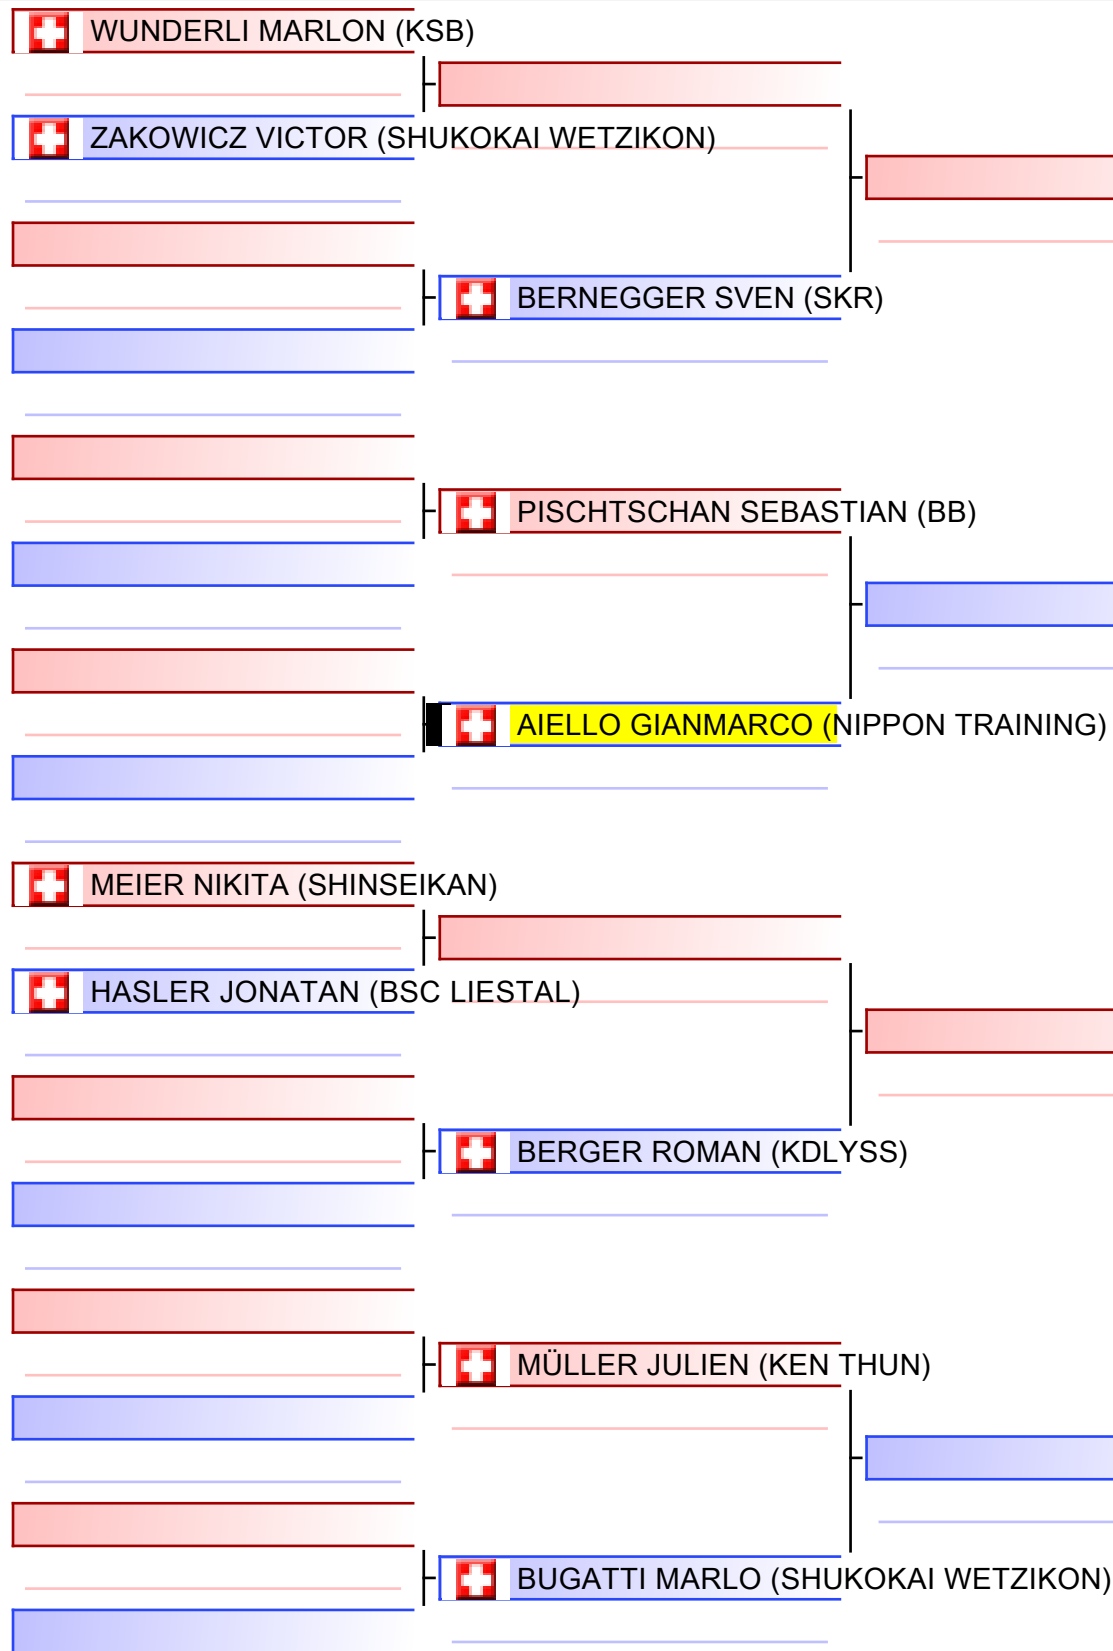 WUNDERLI MARLON (KSB)
ZAKOWICZ VICTOR (SHUKOKAI WETZIKON)
BERNEGGER SVEN (SKR)
PISCHTSCHAN SEBASTIAN (BB)
AIELLO GIANMARCO (NIPPON TRAINING)
MEIER NIKITA (SHINSEIKAN)
HASLER JONATAN (BSC LIESTAL)
BERGER ROMAN (KDLYSS)
MÜLLER JULIEN (KEN THUN)
BUGATTI MARLO (SHUKOKAI WETZIKON)